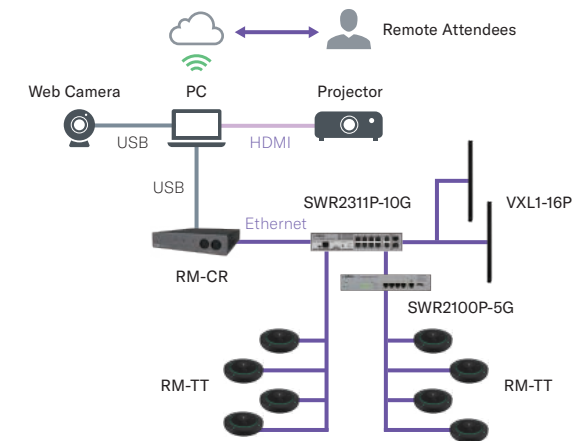 Remote Attendees
Web Camera
PC
Projector
USB
HDMI
USB
SWR2311P-10G
VXL1-16P
Ethernet
RM-CR
SWR2100P-5G
RM-TT
RM-TT